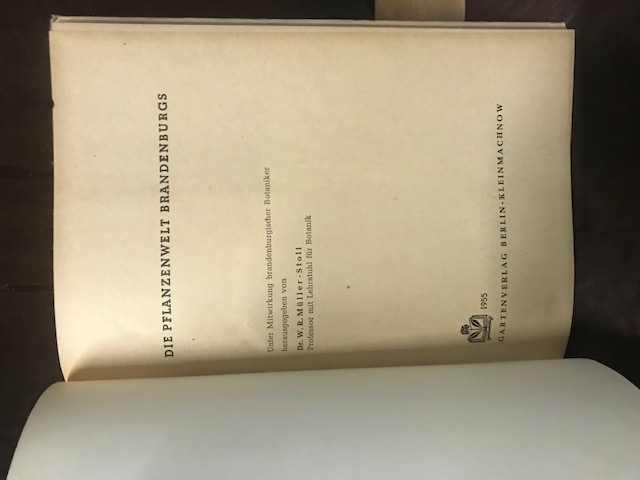 DIE PFLANZENWELT BRANDENBURGS
Unter Mitwirkung brandenburgischer Botaniker
herausgegeben von
Dr. W. R. Müller-Stoll
Professor mit Lehrstuhl für Botanik
1955
GARTENVERLAG BERLIN-KLEINMACHNOW